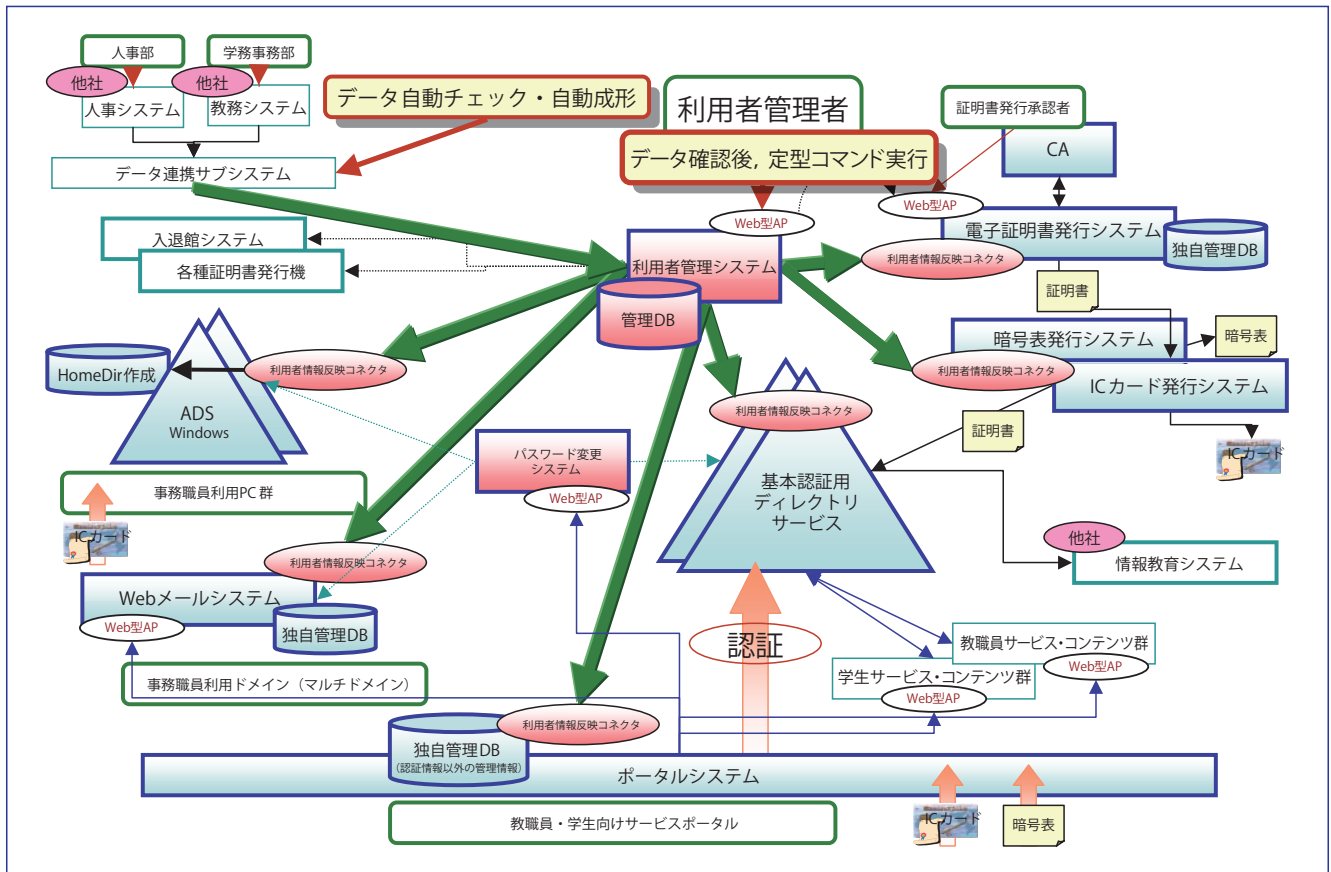 人事部
学務事務部
他社
他社
人事システム
教務システム
データ自動チェック・自動成形
利用者管理者
データ確認後, 定型コマンド実行
証明書発行承認者
CA
データ連携サブシステム
Web型AP
Web型AP
電子証明書発行システム
独自管理DB
入退館システム
各種証明書発行機
利用者管理システム
管理DB
利用者情報反映コネクタ
証明書
暗号表発行システム
暗号表
利用者情報反映コネクタ
ICカード発行システム
HomeDir作成
利用者情報反映コネクタ
ADS
Windows
利用者情報反映コネクタ
証明書
ICカード
パスワード変更
システム
Web型AP
基本認証用
ディレクトリ
サービス
事務職員利用PC群
ICカード
利用者情報反映コネクタ
他社
情報教育システム
Webメールシステム
Web型AP
独自管理DB
認証
教職員サービス・コンテンツ群
Web型AP
学生サービス・コンテンツ群
Web型AP
事務職員利用ドメイン（マルチドメイン）
利用者情報反映コネクタ
独自管理DB
（認証情報以外の管理情報）
ポータルシステム
ICカード
暗号表
教職員・学生向けサービスポータル